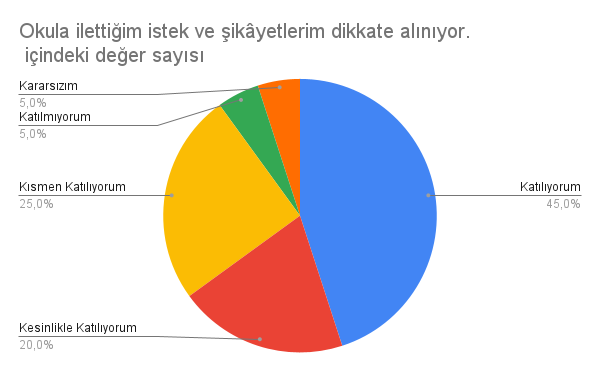 Okula ilettiğim istek ve şikâyetlerim dikkate alınıyor.
içindeki değer sayısı
Kararsızım
5,0%
Katılmıyorum
5,0%
Kısmen Katılıyorum
25,0%
Katılıyorum
45,0%
Kesinlikle Katılıyorum
20,0%